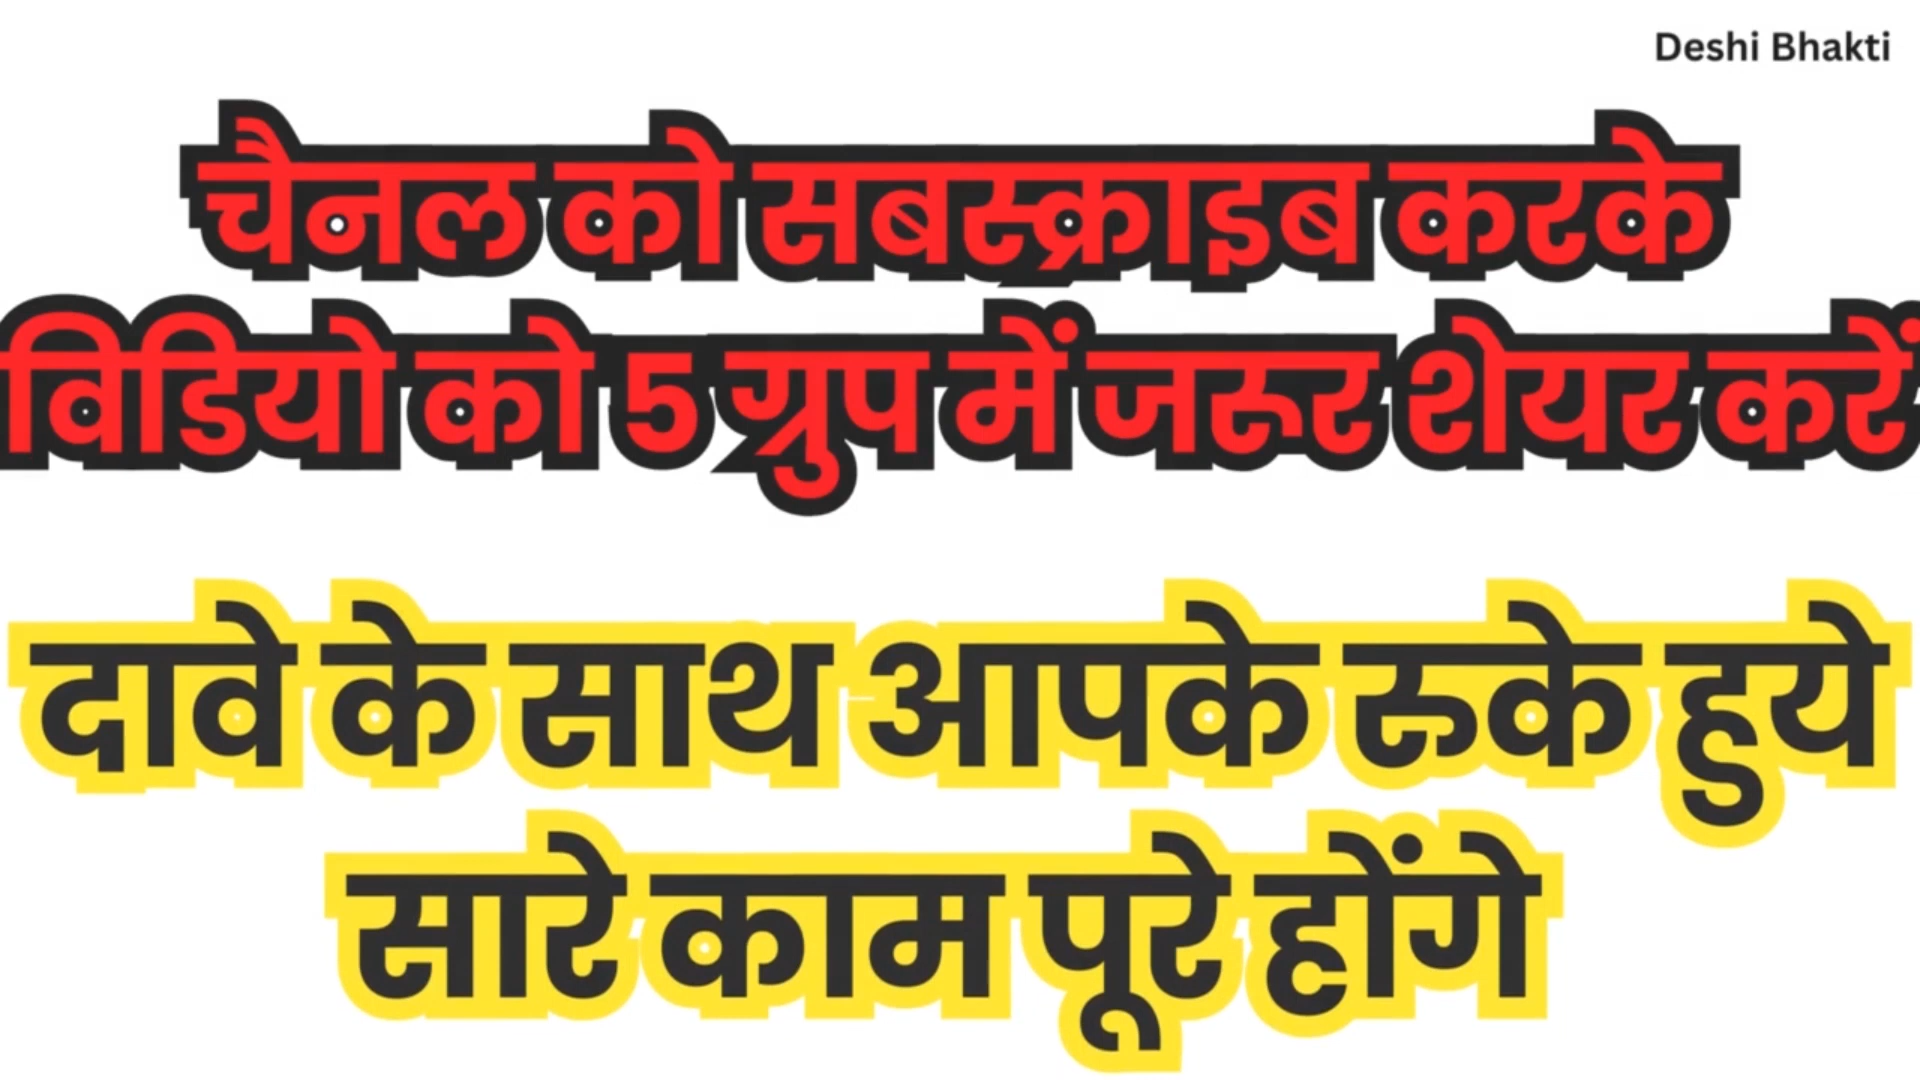 Deshi Bhakti
चैनल को सबस्क्राइब करके
विडियो को 5 ग्रुप में जरूर शेयर करें
दावे के साथ आपके रुके हुये
सारे काम पूरे होंगे